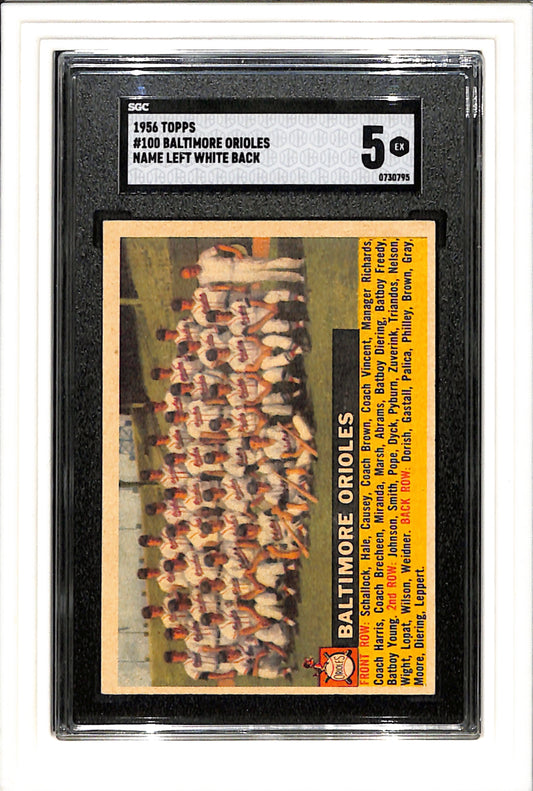 SGC
1956 TOPPS
#100 BALTIMORE ORIOLES
NAME LEFT WHITE BACK
5 EX
0730795
BALTIMORE ORIOLES
FRONT ROW: Schallock, Hale, Causey, Coach Brown, Coach Vincent, Manager Richards,
Coach Harris, Coach Brecheen, Miranda, Marsh, Abrams, Batboy Diering, Batboy Freedy,
Batboy Young. 2nd ROW: Johnson, Smith, Pope, Dyck, Pyburn, Zuverink, Triandos, Nelson,
Wight, Lopat, Wilson, Weidner. BACK ROW: Dorish, Gastall, Palica, Philley, Brown, Gray,
Moore, Diering, Leppert.
ORIOLES